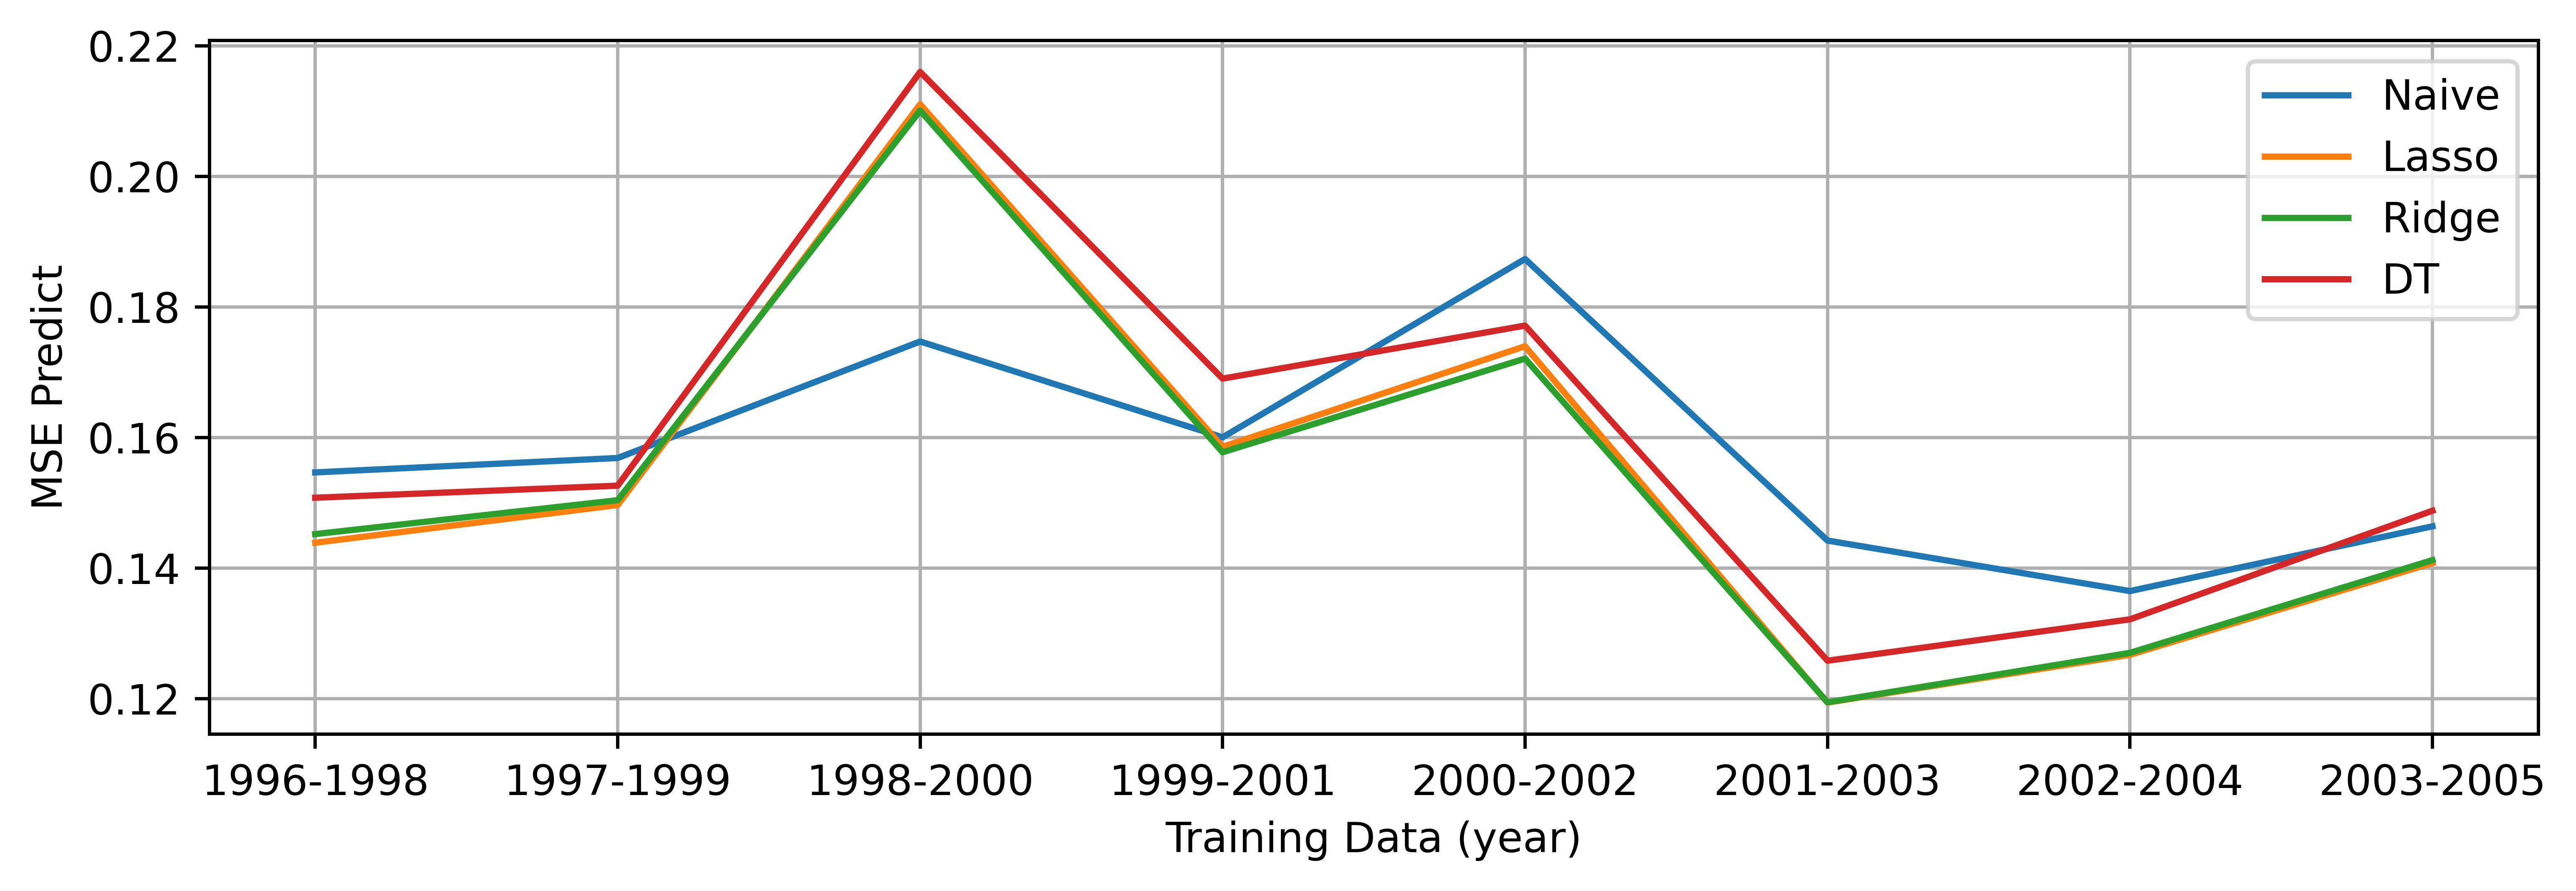 0.22
0.20
0.18
0.16
0.14
0.12
MSE Predict
Naive
Lasso
Ridge
DT
1996-1998 1997-1999 1998-2000 1999-2001 2000-2002 2001-2003 2002-2004 2003-2005
Training Data (year)